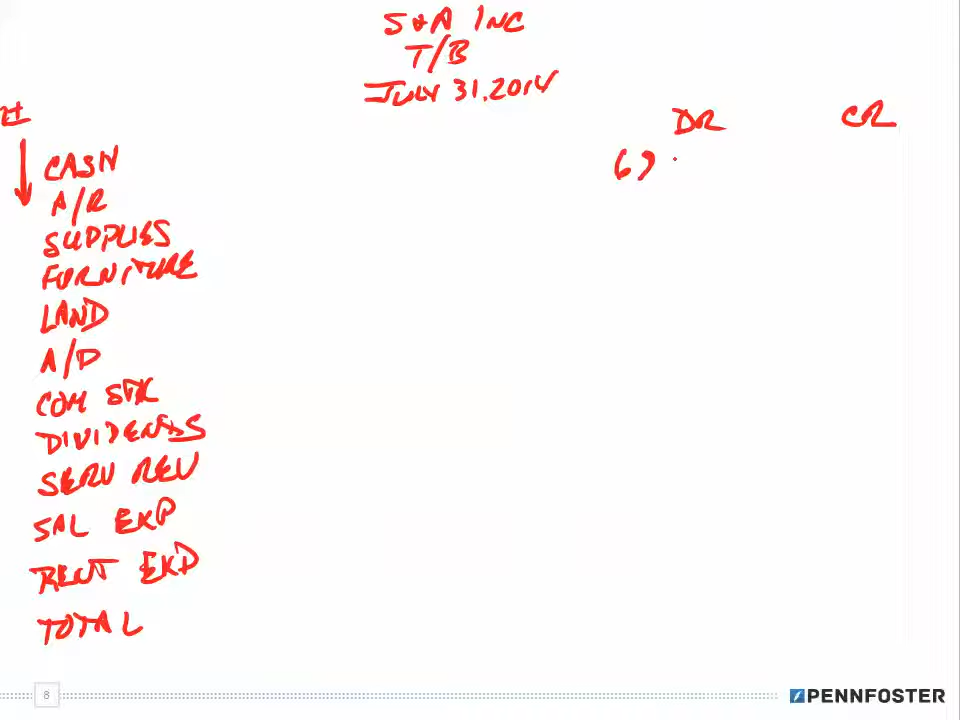 S & A INC
T/B
JULY 31, 2014
#
DR CR
CASH
A/R
SUPPLIES
FURNITURE
LAND
A/P
COM STK
DIVIDENDS
SERV REV
SAL EXP
RENT EXP
TOTAL
8
PENNFOSTER